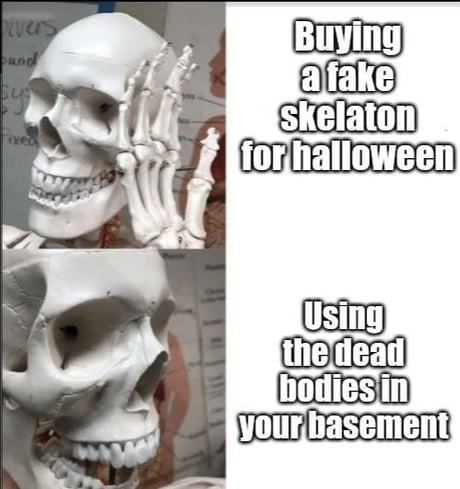 Buying
a fake
skelaton
for halloween
Using
the dead
bodies in
your basement